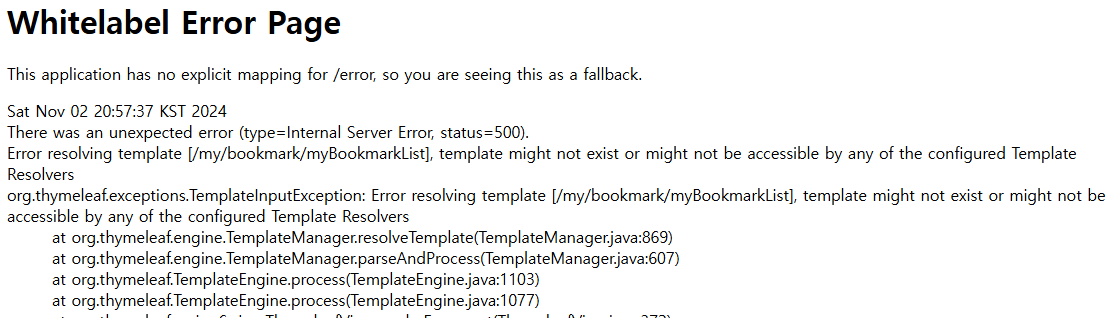 Whitelabel Error Page
This application has no explicit mapping for /error, so you are seeing this as a fallback.
Sat Nov 02 20:57:37 KST 2024
There was an unexpected error (type=Internal Server Error, status=500).
Error resolving template [/my/bookmark/myBookmarkList], template might not exist or might not be accessible by any of the configured Template
Resolvers
org.thymeleaf.exceptions.TemplateInputException: Error resolving template [/my/bookmark/myBookmarkList], template might not exist or might not be
accessible by any of the configured Template Resolvers
at org.thymeleaf.engine.TemplateManager.resolveTemplate(TemplateManager.java:869)
at org.thymeleaf.engine.TemplateManager.parseAndProcess(TemplateManager.java:607)
at org.thymeleaf.TemplateEngine.process(TemplateEngine.java:1103)
at org.thymeleaf.TemplateEngine.process(TemplateEngine.java:1077)